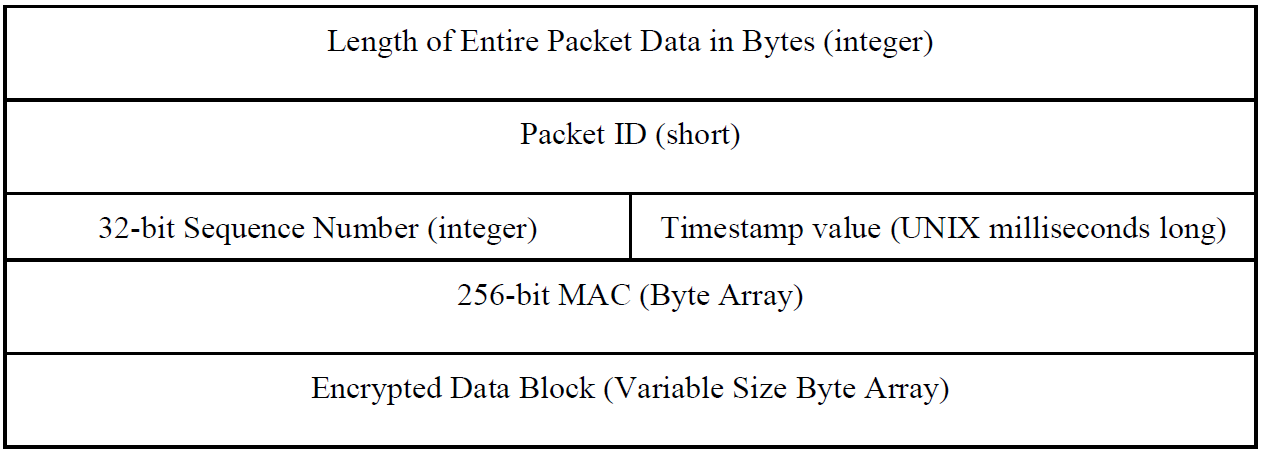 Length of Entire Packet Data in Bytes (integer)
Packet ID (short)
32-bit Sequence Number (integer)
Timestamp value (UNIX milliseconds long)
256-bit MAC (Byte Array)
Encrypted Data Block (Variable Size Byte Array)